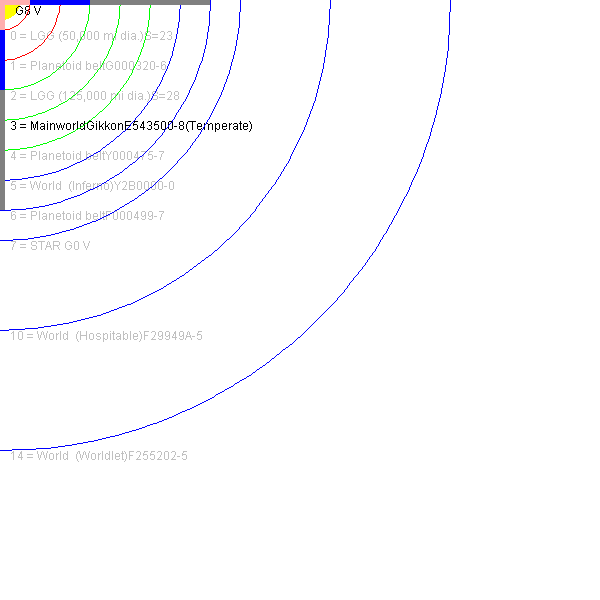 G8 V
0 = LGG (50,000 mi dia.)S=23
1 = Planetoid beltG000320-6
2 = LGG (125,000 mi dia.)S=28
3 = MainworldGikkonE543500-8(Temperate)
4 = Planetoid beltY000475-7
5 = World (Inferno)Y2B0000-0
6 = Planetoid beltF000499-7
7 = STAR G0 V
10 = World (Hospitable)F29949A-5
14 = World (Worldlet)F255202-5